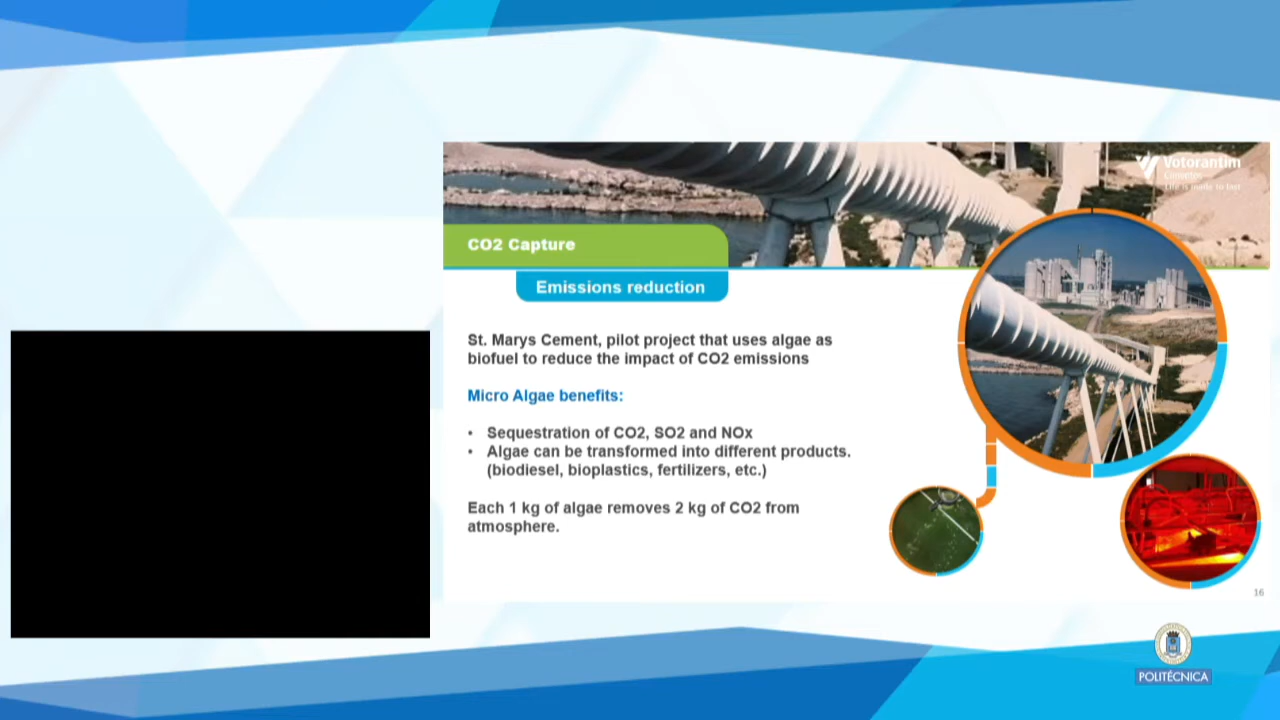 Votorantim
Cimentos
Life is made to last
CO2 Capture
Emissions reduction
St. Marys Cement, pilot project that uses algae as
biofuel to reduce the impact of CO2 emissions
Micro Algae benefits:
• Sequestration of CO2, SO2 and NOx
• Algae can be transformed into different products.
(biodiesel, bioplastics, fertilizers, etc.)
Each 1 kg of algae removes 2 kg of CO2 from
atmosphere.
16
POLITÉCNICA